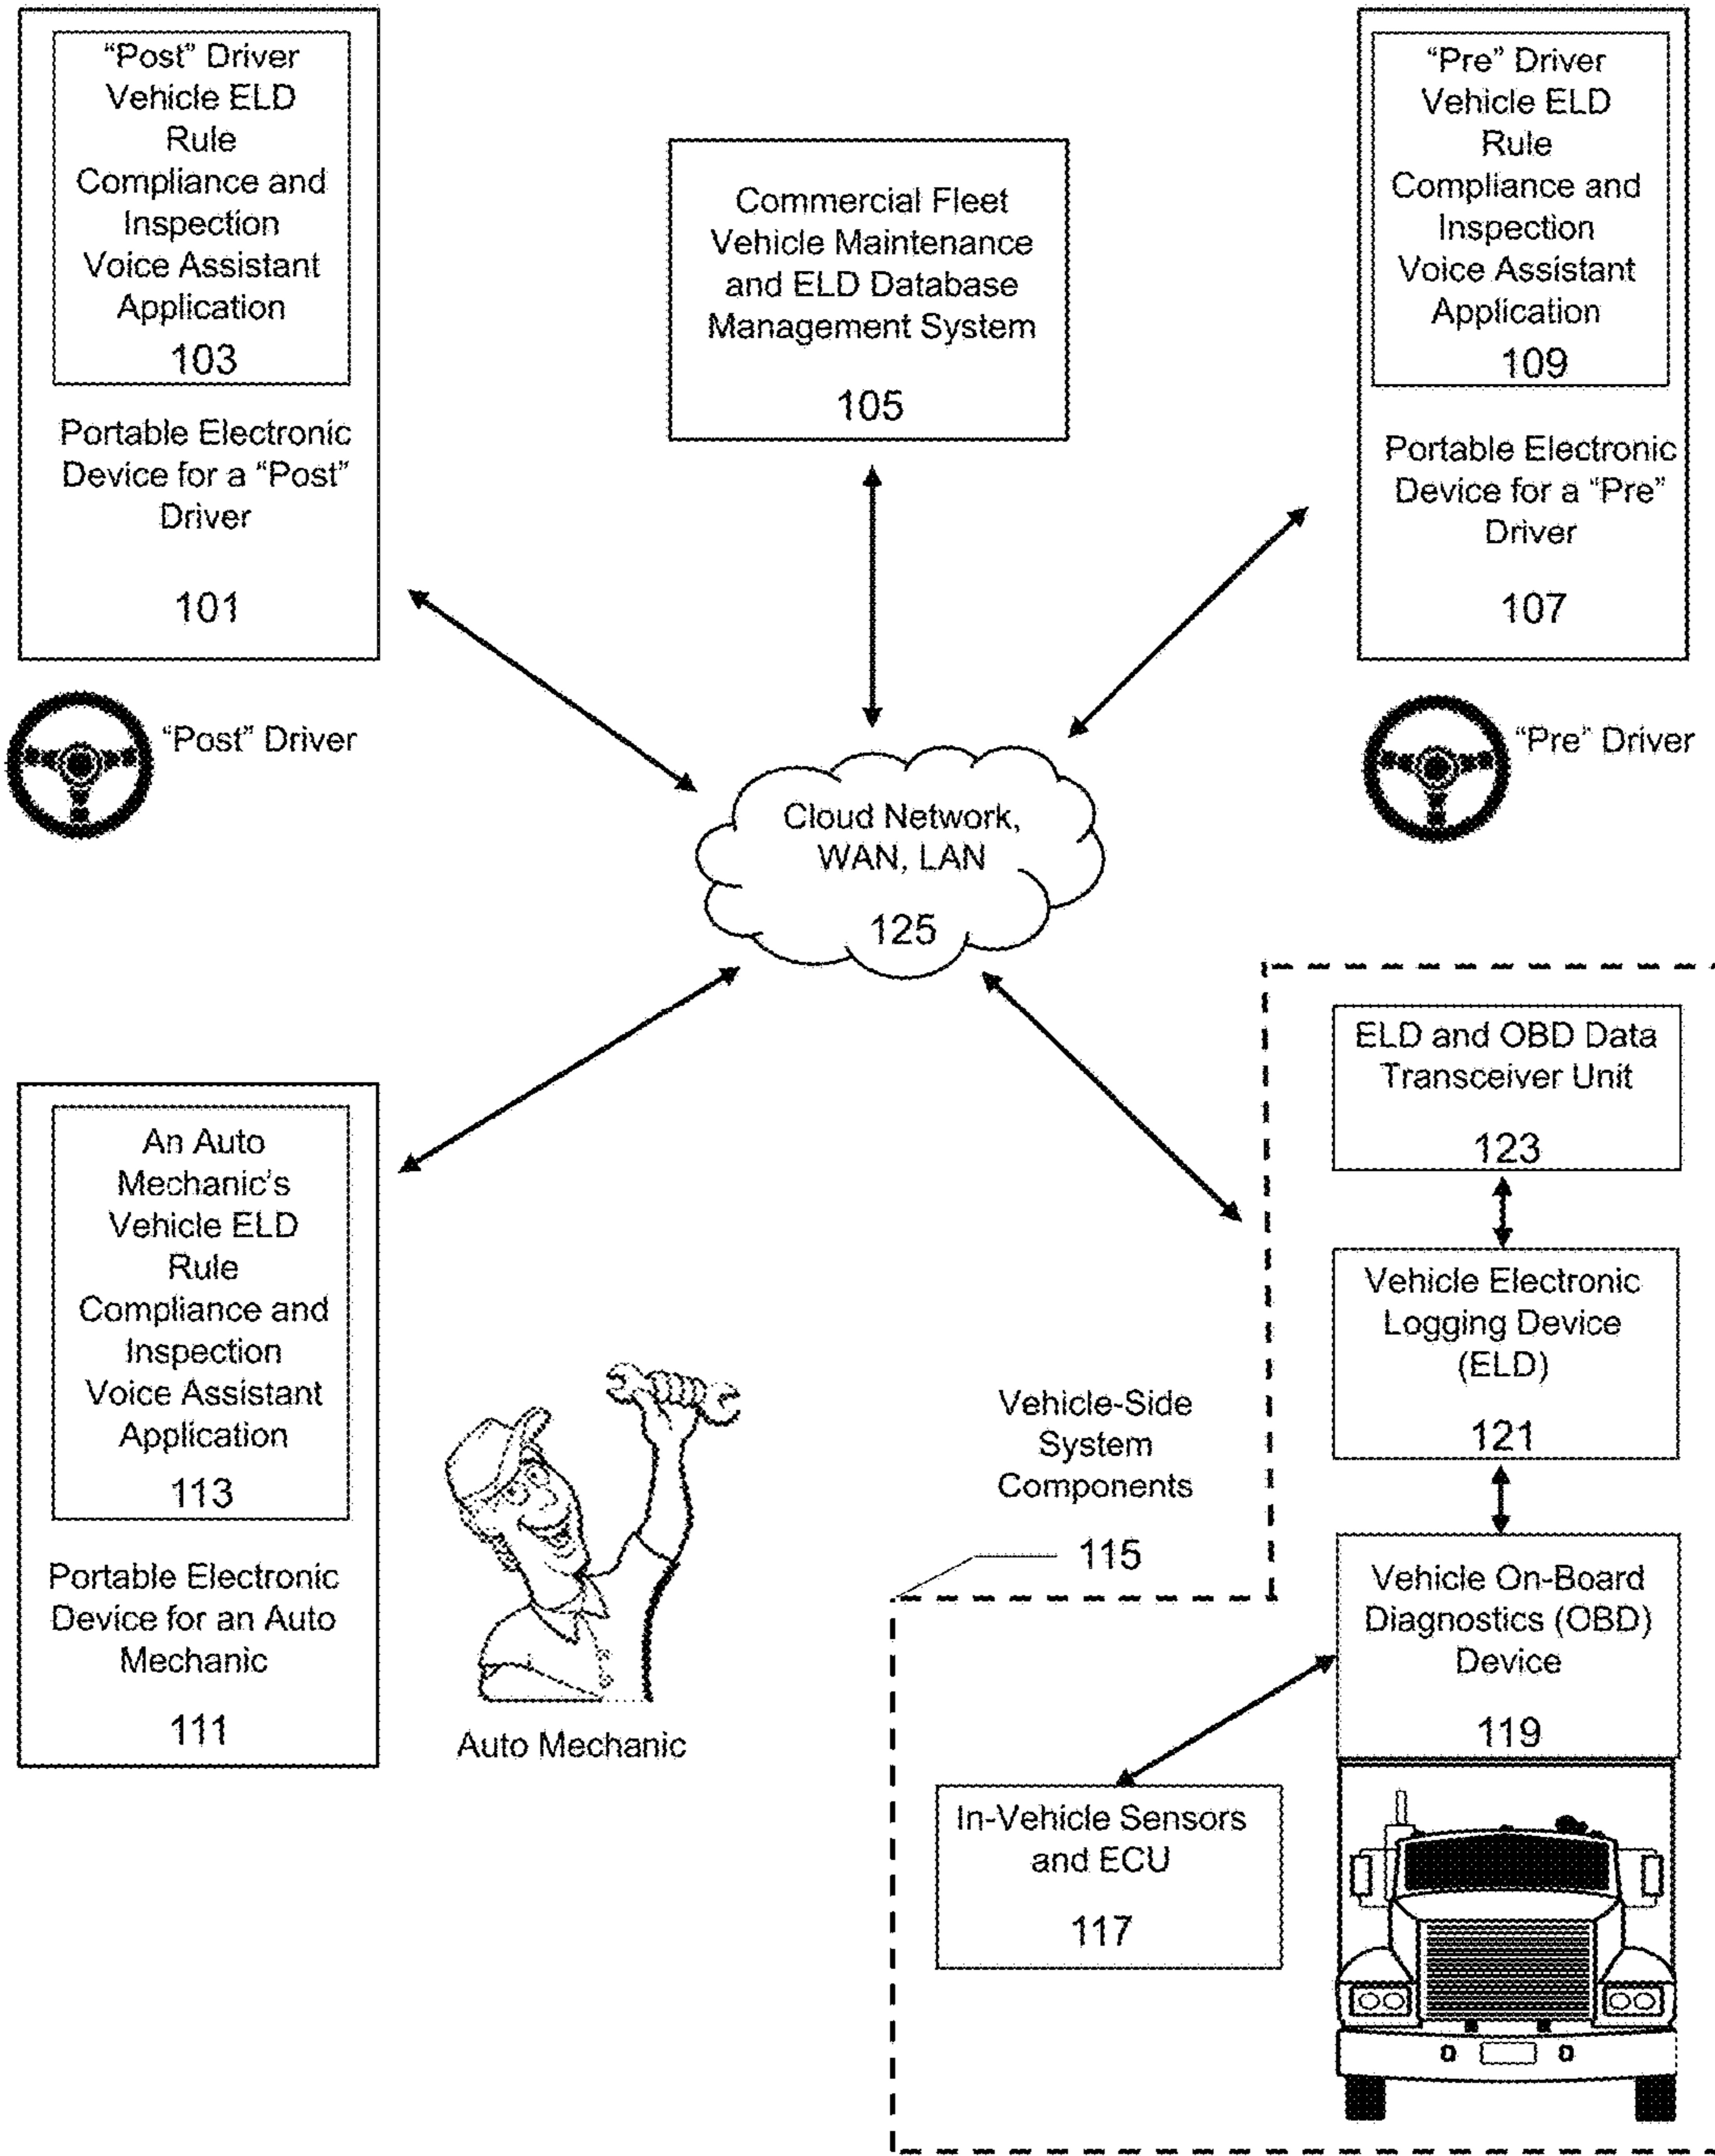 “Post” Driver
Vehicle ELD
Rule
Compliance and
Inspection
Voice Assistant
Application
103
Portable Electronic
Device for a “Post”
Driver
101
“Post” Driver
Commercial Fleet
Vehicle Maintenance
and ELD Database
Management System
105
“Pre” Driver
Vehicle ELD
Rule
Compliance and
Inspection
Voice Assistant
Application
109
Portable Electronic
Device for a “Pre”
Driver
107
“Pre” Driver
Cloud Network,
WAN, LAN
125
An Auto
Mechanic's
Vehicle ELD
Rule
Compliance and
Inspection
Voice Assistant
Application
113
Portable Electronic
Device for an Auto
Mechanic
111
Auto Mechanic
Vehicle-Side
System
Components
115
ELD and OBD Data
Transceiver Unit
123
Vehicle Electronic
Logging Device
(ELD)
121
Vehicle On-Board
Diagnostics (OBD)
Device
119
In-Vehicle Sensors
and ECU
117